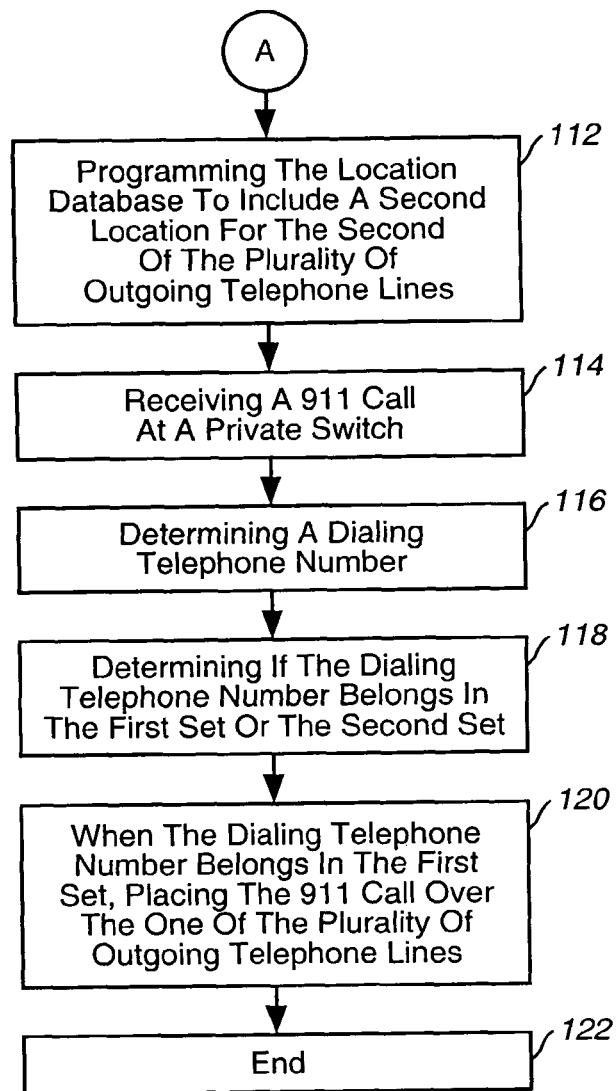 A
112
Programming The Location
Database To Include A Second
Location For The Second
Of The Plurality Of
Outgoing Telephone Lines
114
Receiving A 911 Call
At A Private Switch
116
Determining A Dialing
Telephone Number
118
Determining If The Dialing
Telephone Number Belongs In
The First Set Or The Second Set
120
When The Dialing Telephone
Number Belongs In The First
Set, Placing The 911 Call Over
The One Of The Plurality Of
Outgoing Telephone Lines
122
End